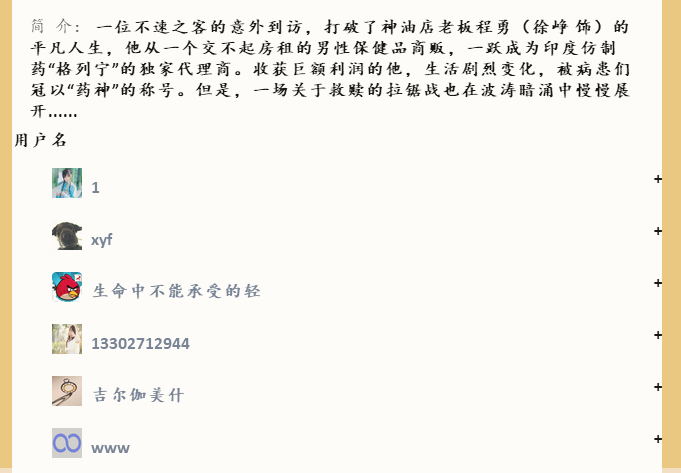 简 介： 一位不速之客的意外到访，打破了神油店老板程勇（徐峥 饰）的
平凡人生，他从一个交不起房租的男性保健品商贩，一跃成为印度仿制
药“格列宁”的独家代理商。收获巨额利润的他，生活剧烈变化，被病患们
冠以“药神”的称号。但是，一场关于救赎的拉锯战也在波涛暗涌中慢慢展
开......
用户名
1 +
xyf +
生命中不能承受的轻 +
13302712944 +
吉尔伽美什 +
www +